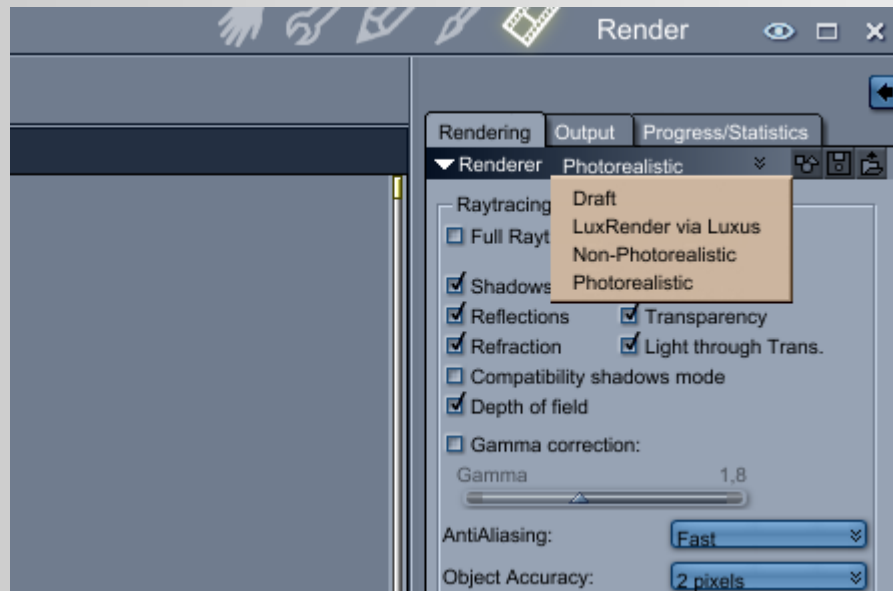 Render
Rendering Output Progress/Statistics
Renderer Photorealistic
Draft
LuxRender via Luxus
Non-Photorealistic
Photorealistic
Raytracing
Full Rayt
Shadows
Reflections Transparency
Refraction Light through Trans.
Compatibility shadows mode
Depth of field
Gamma correction:
Gamma 1,8
AntiAliasing: Fast
Object Accuracy: 2 pixels